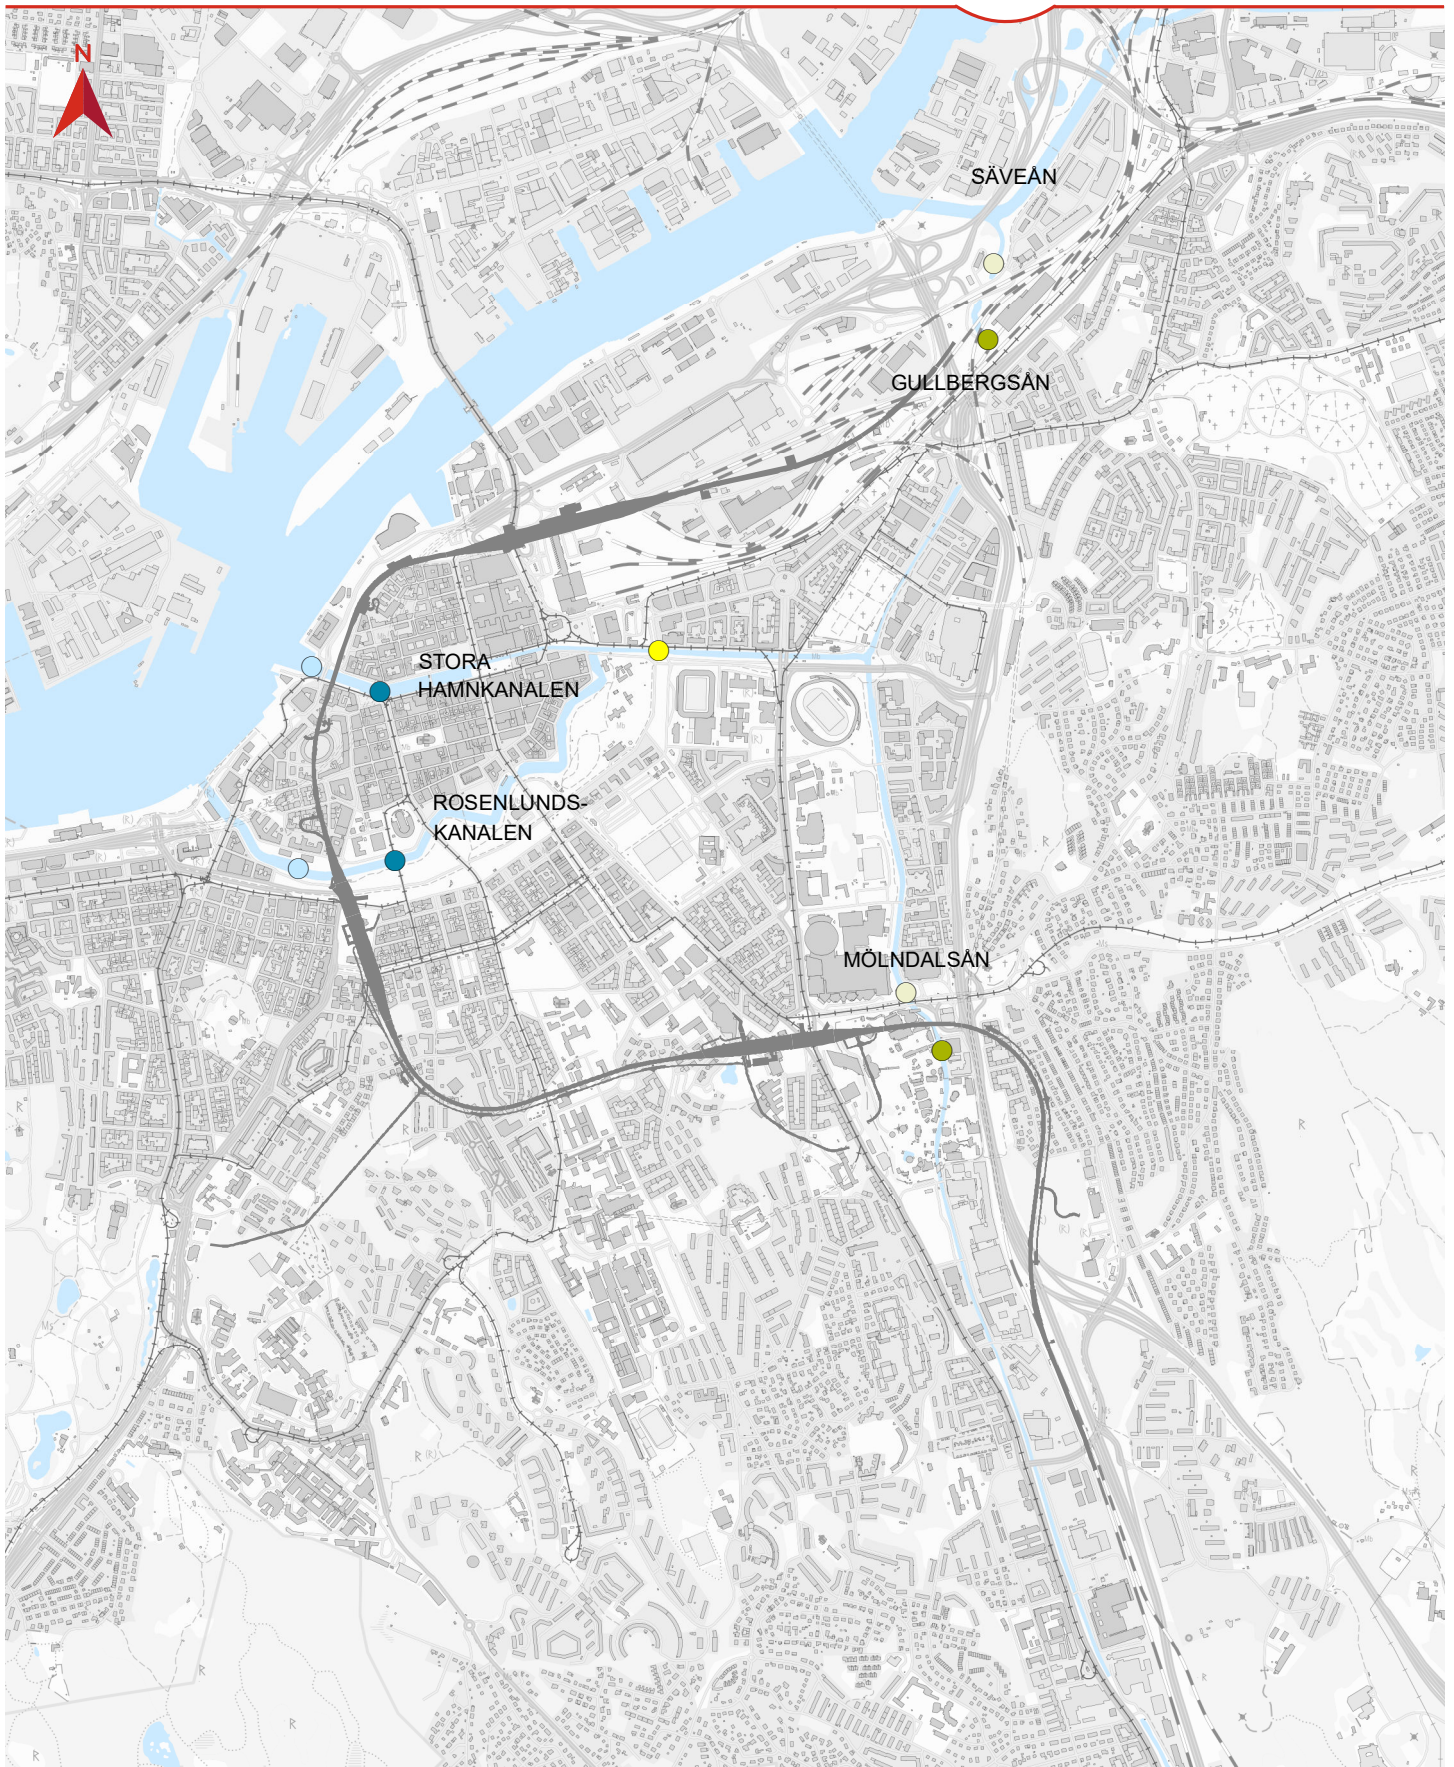 N
SÄVEÅN
GULLBERGSÅN
STORA
HAMNKANALEN
ROSENLUNDS-
KANALEN
MÖLNDALSÅN